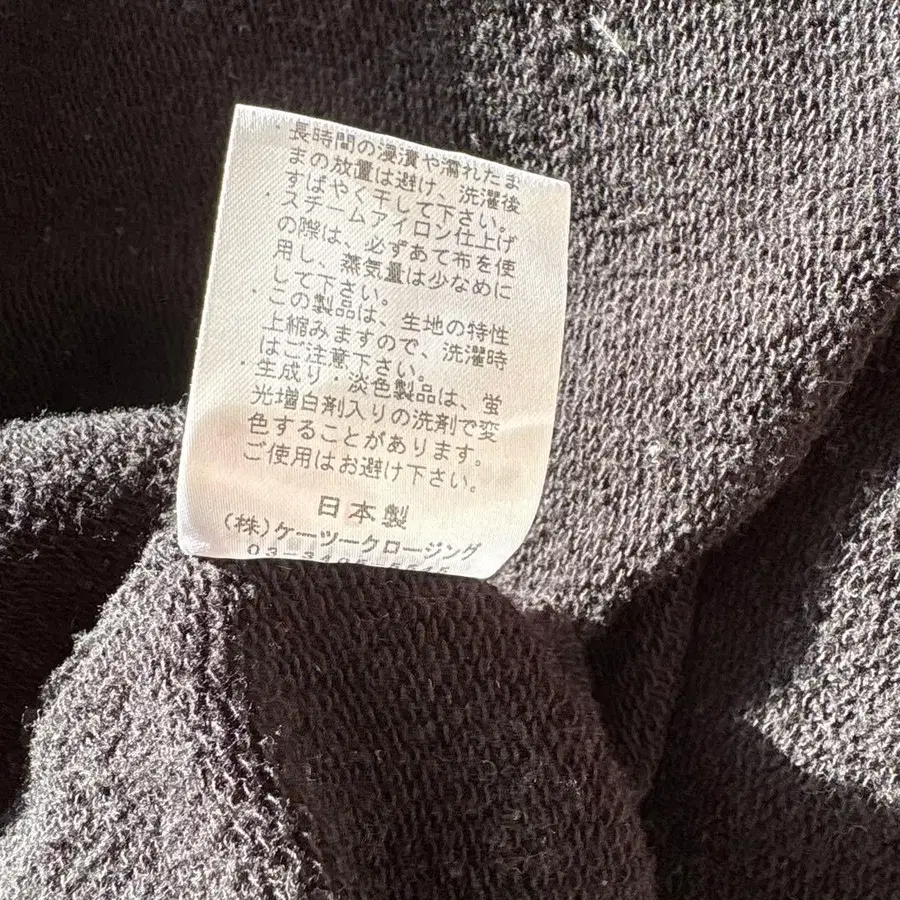 ・長時間の浸漬や濡れたま
まの放置は避け、洗濯後
すばやく干して下さい。
・スチームアイロン仕上げ
の際は、必ずあて布を使
用し、蒸気量は少なめに
して下さい。
・この製品は、生地の特性
上縮みますので、洗濯時
はご注意下さい。
・生成り・淡色製品は、蛍
光増白剤入りの洗剤で変
色することがあります。
ご使用はお避け下さい。
日本製
(株)ケーツークロージング